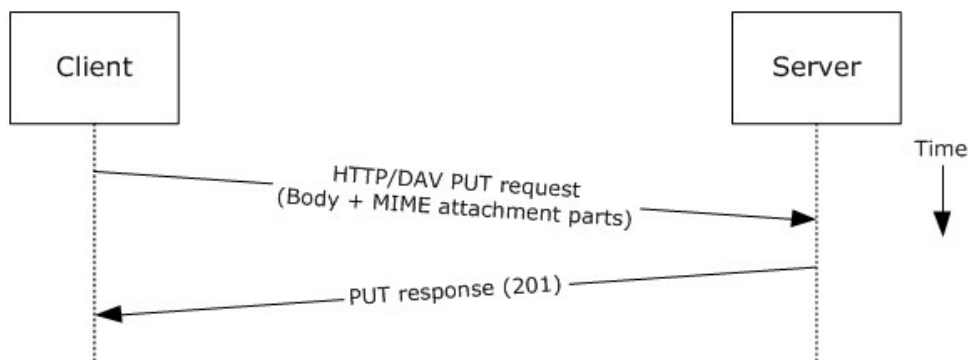 Client
Server
Time
HTTP/DAV PUT request
(Body + MIME attachment parts)
PUT response (201)